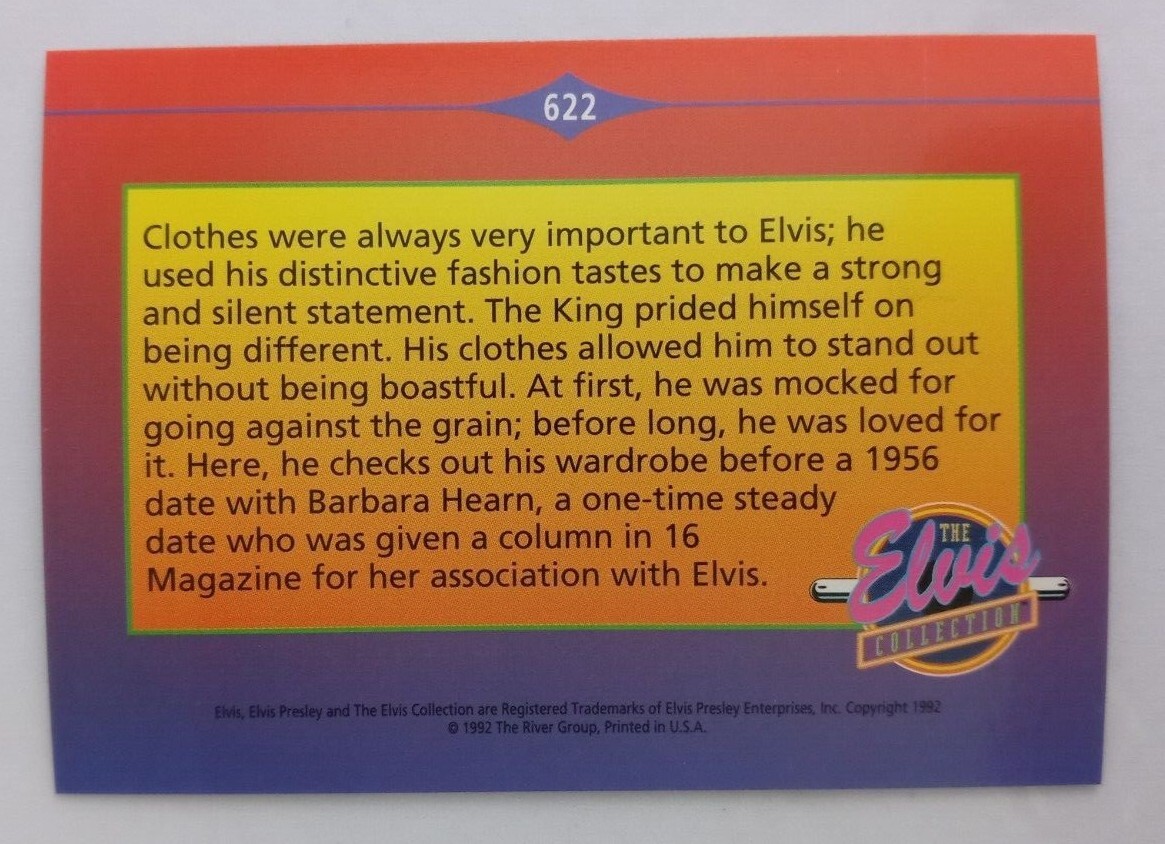 622
Clothes were always very important to Elvis; he
used his distinctive fashion tastes to make a strong
and silent statement. The King prided himself on
being different. His clothes allowed him to stand out
without being boastful. At first, he was mocked for
going against the grain; before long, he was loved for
it. Here, he checks out his wardrobe before a 1956
date with Barbara Hearn, a one-time steady
date who was given a column in 16
Magazine for her association with Elvis.
THE
Elvis
COLLECTION™
Elvis, Elvis Presley and The Elvis Collection are Registered Trademarks of Elvis Presley Enterprises, Inc. Copyright 1992
© 1992 The River Group, Printed in U.S.A.